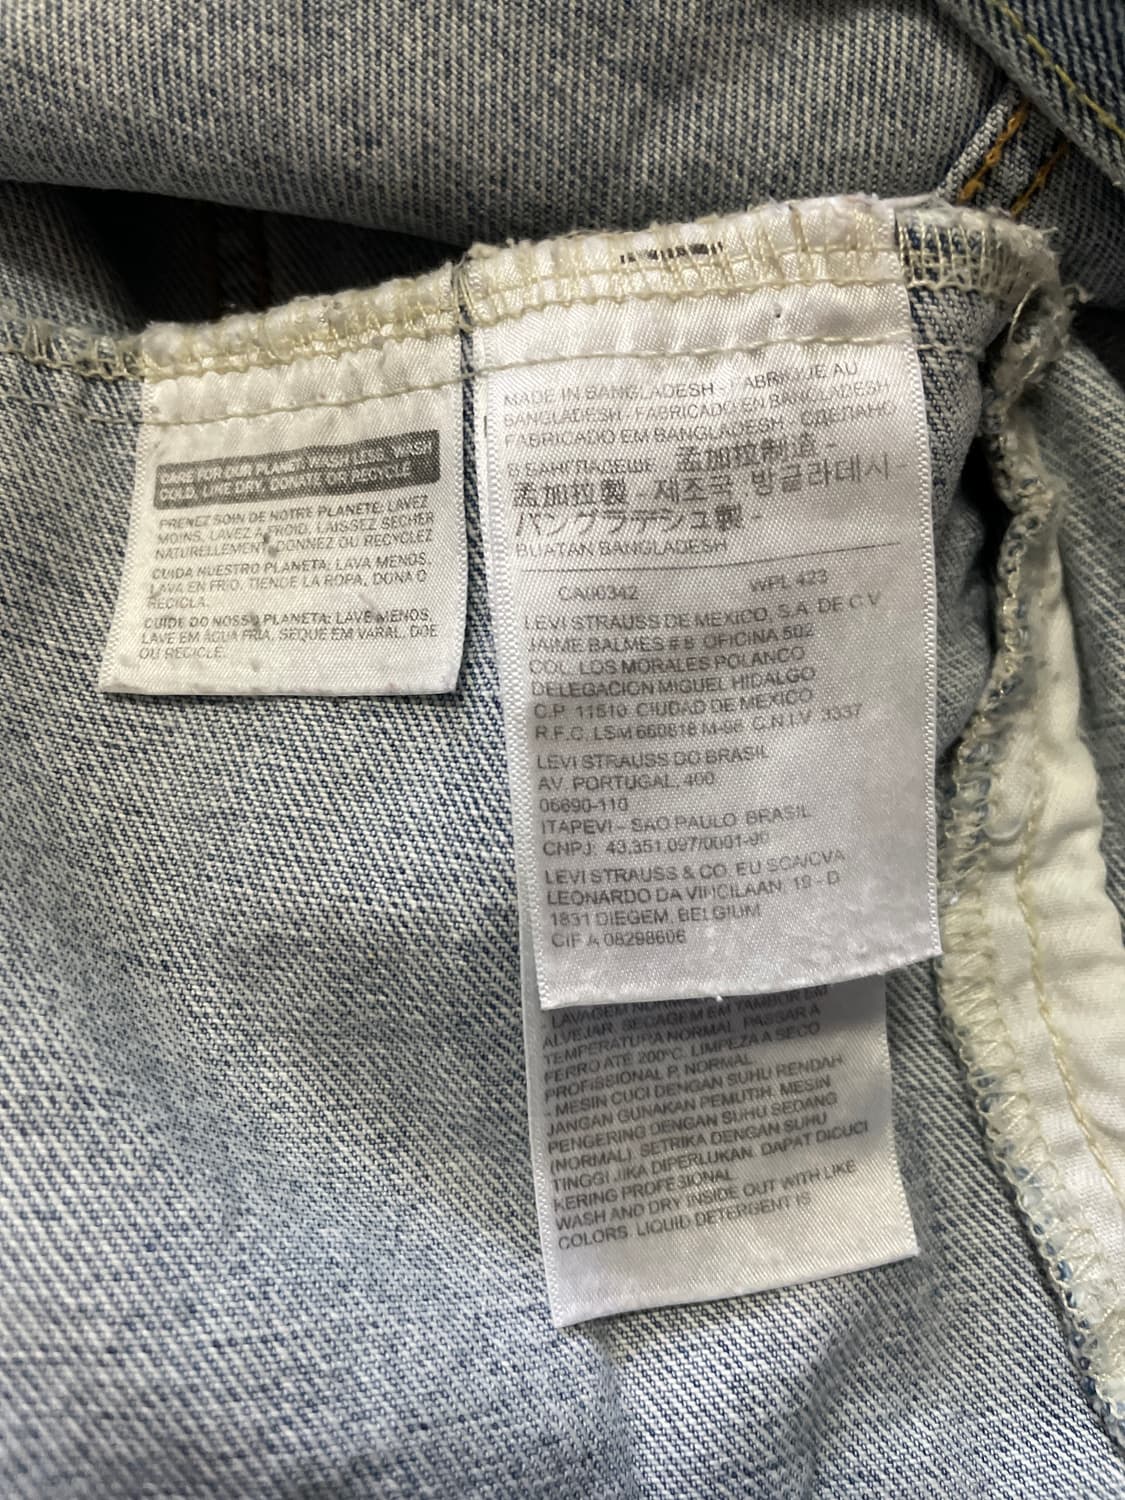 CARE FOR OUR PLANET: WASH LESS, WASH
COLD, LINE DRY, DONATE OR RECYCLE
PRENEZ SOIN DE NOTRE PLANETE: LAVEZ
MOINS, LAVEZ A FROID, LAISSEZ SECHER
NATURELLEMENT, DONNEZ OU RECYCLEZ
CUIDA NUESTRO PLANETA: LAVA MENOS,
LAVA EN FRIO, TIENDE LA ROPA, DONA O
RECICLA.
CUIDE DO NOSSO PLANETA: LAVE MENOS,
LAVE EM ÁGUA FRIA, SEQUE EM VARAL, DOE
OU RECICLE.
MADE IN BANGLADESH - FABRIQUE AU
BANGLADESH - FABRICADO EN BANGLADESH -
FABRICADO EM BANGLADESH - СДЕЛАНО
В БАНГЛАДЕШЕ - 孟加拉制造 -
孟加拉製 - 제조국 : 방글라데시 -
バングラデシュ製 -
BUATAN BANGLADESH
CA00342 WPL 423
LEVI STRAUSS DE MEXICO, S.A. DE C.V.
JAIME BALMES # 8 OFICINA 502
COL. LOS MORALES POLANCO
DELEGACION MIGUEL HIDALGO
C.P. 11510 CIUDAD DE MEXICO
R.F.C. LSM 660818 M-96 C.N.I.V. 3337
LEVI STRAUSS DO BRASIL
AV. PORTUGAL, 400
06690-110
ITAPEVI – SAO PAULO BRASIL
CNPJ: 43.351.097/0001-90
LEVI STRAUSS & CO. EU SCA/CVA
LEONARDO DA VINCILAAN, 19 - D
1831 DIEGEM, BELGIUM
CIF A 08298606
- LAVAGEM EM TAMBOR EM
ALVEJAR. SECAGEM EM TAMBOR EM
TEMPERATURA NORMAL. PASSAR A
FERRO ATE 200°C. LIMPEZA A SECO
PROFISSIONAL P, NORMAL
- MESIN CUCI DENGAN SUHU RENDAH
JANGAN GUNAKAN PEMUTIH. MESIN
PENGERING DENGAN SUHU SEDANG
(NORMAL). SETRIKA DENGAN SUHU
TINGGI JIKA DIPERLUKAN. DAPAT DICUCI
KERING PROFESIONAL
WASH AND DRY INSIDE OUT WITH LIKE
COLORS. LIQUID DETERGENT IS